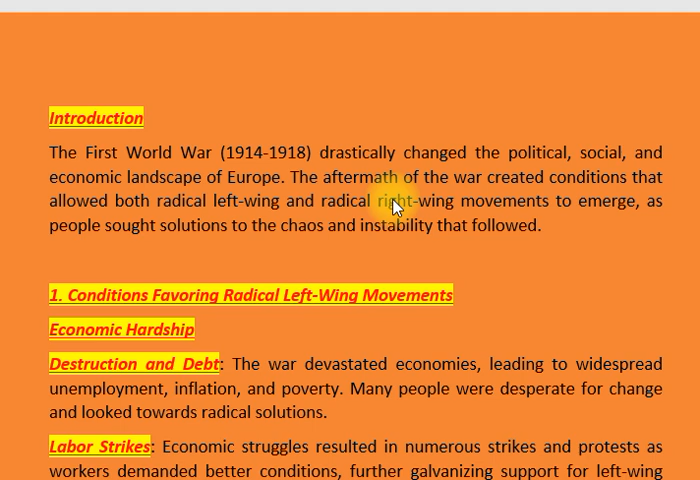 Introduction
The First World War (1914-1918) drastically changed the political, social, and
economic landscape of Europe. The aftermath of the war created conditions that
allowed both radical left-wing and radical right-wing movements to emerge, as
people sought solutions to the chaos and instability that followed.
1. Conditions Favoring Radical Left-Wing Movements
Economic Hardship
Destruction and Debt: The war devastated economies, leading to widespread
unemployment, inflation, and poverty. Many people were desperate for change
and looked towards radical solutions.
Labor Strikes: Economic struggles resulted in numerous strikes and protests as
workers demanded better conditions, further galvanizing support for left-wing